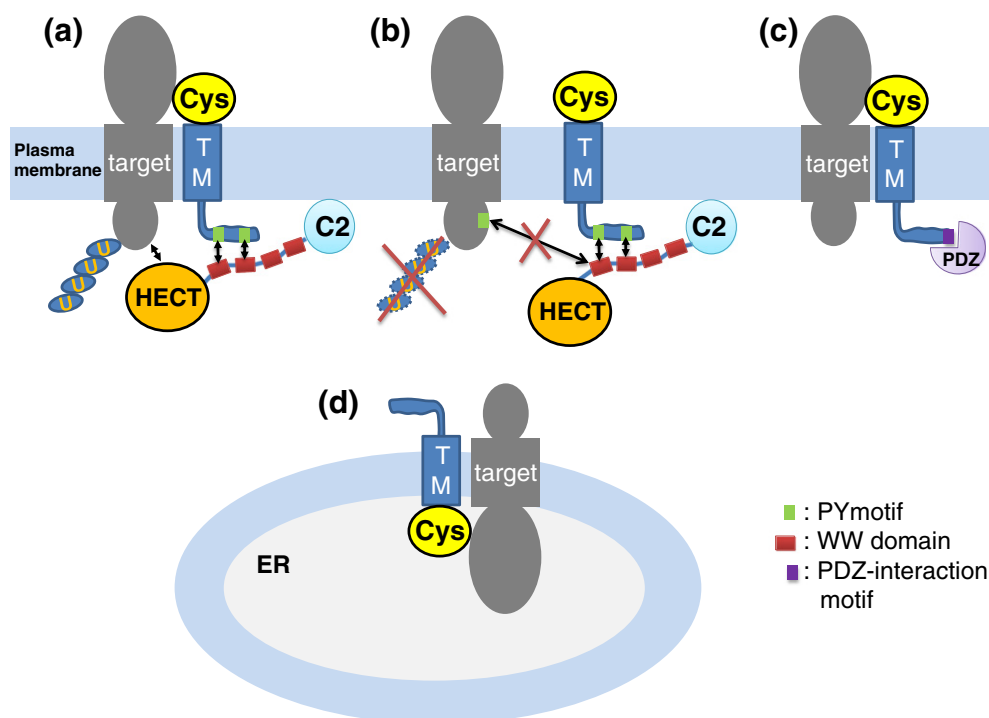 (a)
(b)
(c)
Cys
Cys
Cys
Plasma
membrane
target
T
M
target
T
M
target
T
M
C2
C2
U
U
U
U
HECT
U
U
U
U
HECT
PDZ
(d)
T
M
target
Cys
ER
: PYmotif
: WW domain
: PDZ-interaction
motif